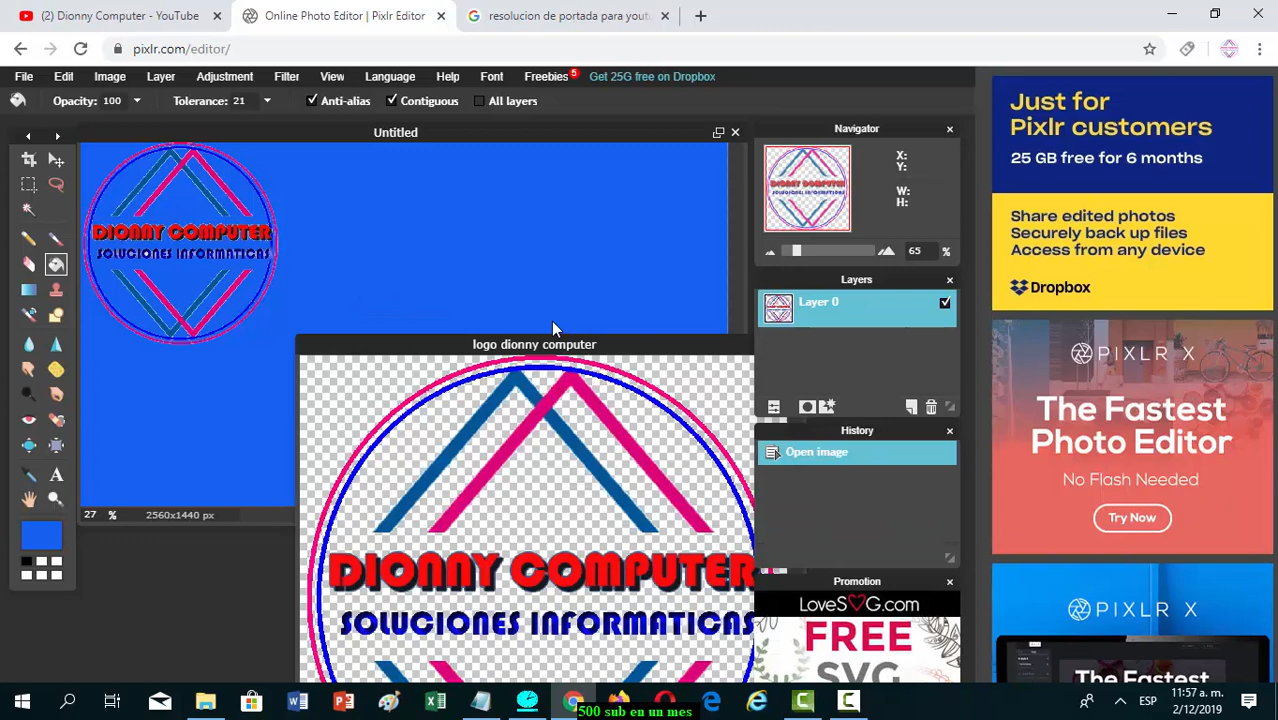 (2) Dionny Computer - YouTube
Online Photo Editor | Pixlr Editor
resolucion de portada para youtu
pixlr.com/editor/
File Edit Image Layer Adjustment Filter View Language Help Font Freebies 5 Get 25G free on Dropbox
Opacity: 100 Tolerance: 21 Anti-alias Contiguous All layers
Untitled
DIONNY COMPUTER
SOLUCIONES INFORMATICAS
27 % 2560x1440 px
logo dionny computer
DIONNY COMPUTER
SOLUCIONES INFORMATICAS
Navigator
DIONNY COMPUTER
SOLUCIONES INFORMATICAS
X:
Y:
W:
H:
65 %
Layers
Layer 0
History
Open image
Promotion
LoveSVG.com
FREE
SVG
Just for
Pixlr customers
25 GB free for 6 months
Share edited photos
Securely back up files
Access from any device
Dropbox
PIXLR X
The Fastest
Photo Editor
No Flash Needed
Try Now
PIXLR X
The Fastest
500 sub en un mes
ESP
11:57 a. m.
2/12/2019